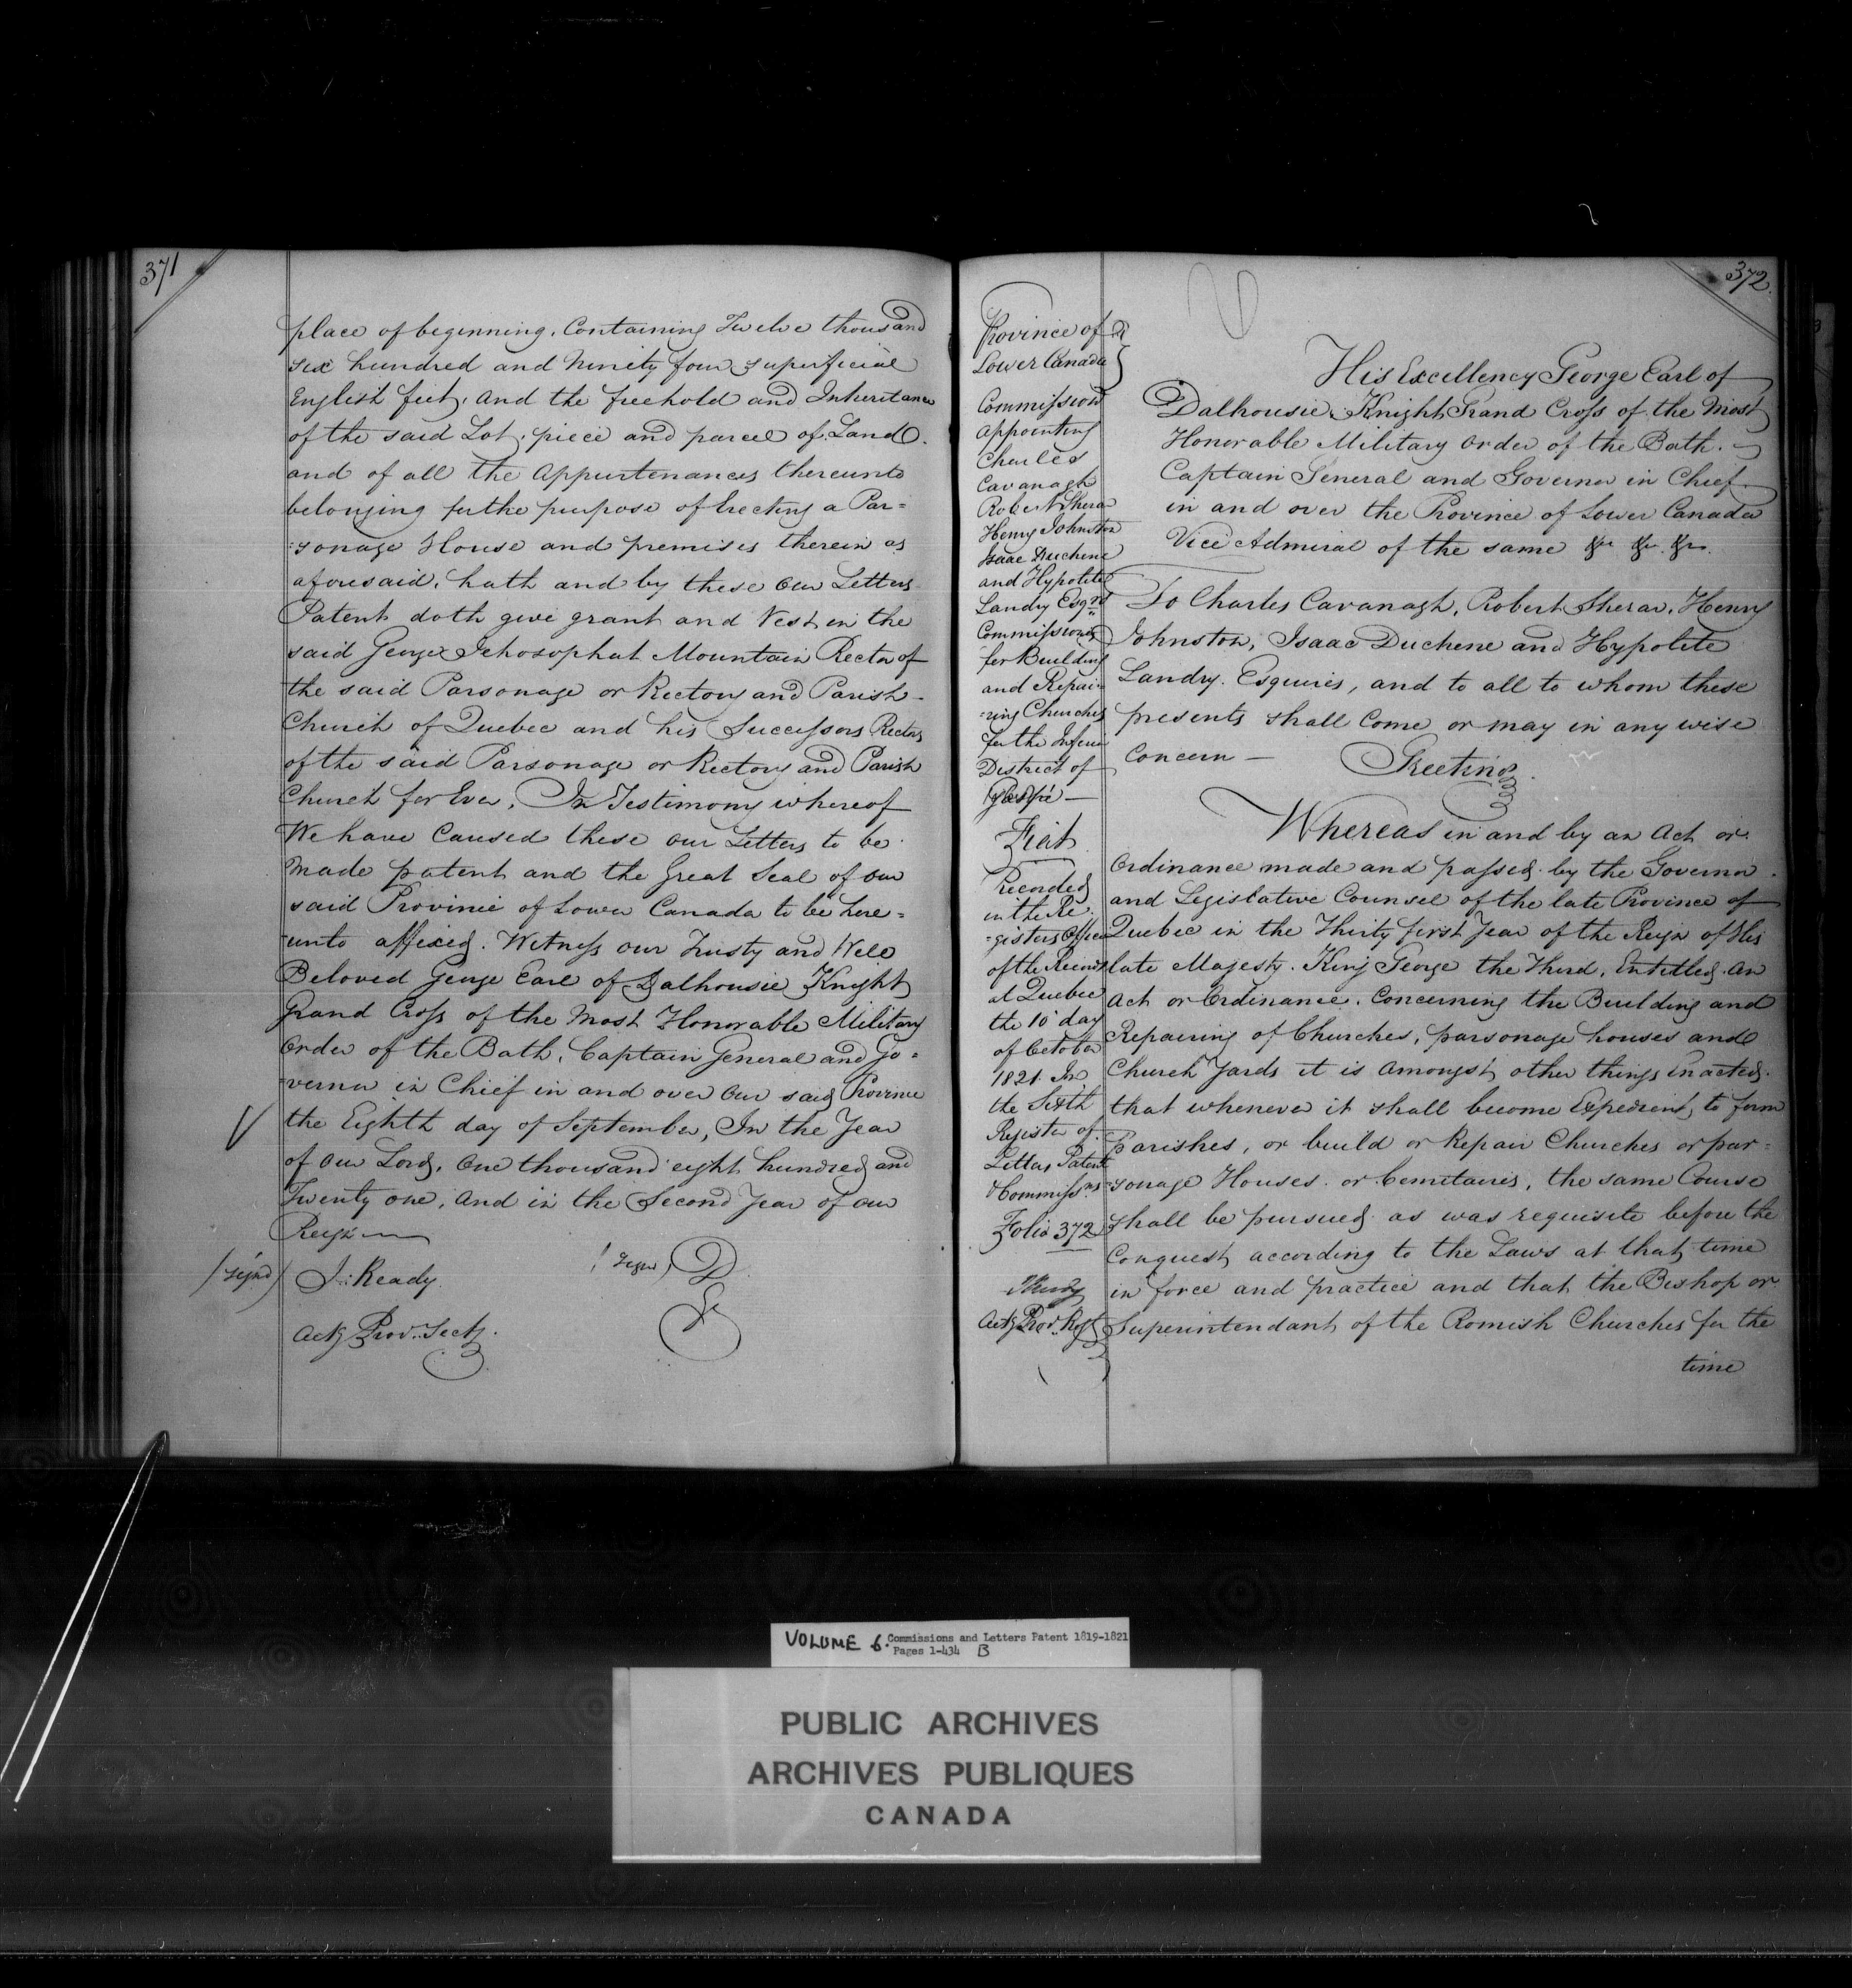 371
place of beginning. Containing Twelve thousand
six hundred and Ninity four superficial
English feet, And the freehold and Inheritance
of the said Lot, piece and parcel of Land.
and of all the Appurtenances thereunto
belonging for the purpose of Erecting a Par=
=sonage House and premises therein as
aforesaid, hath and by these our Letters
Patent doth give grant and Vest in the
said George Jehosophat Mountain Rector of
the said Parsonage or Rectory and Parish
Church of Quebec and his Successors Rectors
of the said Parsonage or Rectory and Parish
Church for Ever, In Testimony whereof
We have Caused these our Letters to be
Made patent and the Great Seal of our
said Province of Lower Canada to be here=
=unto affixed. Witness our Trusty and Well
Beloved George Earl of Dalhousie Knight
Grand Cross of the Most Honorable Military
Order of the Bath, Captain General and Go=
=vernor in Chief in and over our said Province
the Eighth day of September, In the Year
of our Lord, One thousand eight hundred and
Twenty one, And in the Second Year of our
Reign
(signd) J. Ready (signed) D
Actg Prov. Secty.
372.
Province of
Lower Canada
Commission
appointing
Charles
Cavanagh
Robert Sherar
Henry Johnston
Isaac Duchene
and Hypolite
Landry Esqrs
Commissioners
for Building
and Repai=
=ring Churches
for the Inferior
District of
Gaspé —
Fiat
Recorded
in the Re
=gisters Office
of the Records
at Quebec
the 10 day
of October
1821 In
the Sixth
Register of
Letters Patent
& Commissns
Folio 372
Actg Prov. Regr
His Excellency George Earl of
Dalhousie, Knight Grand Cross of the Most
Honorable Military Order of the Bath.
Captain General and Governor in Chief
in and over the Province of Lower Canada
Vice Admiral of the same &c &c. &c.
To Charles Cavanagh, Robert Sherar, Henry
Johnston, Isaac Duchene and Hypolite
Landry. Esquires, and to all to whom these
presents shall Come or may in any wise
Concern — Greeting.
Whereas in and by an Act or
Ordinance made and passed by the Governor
and Legislative Counsel of the late Province of
Quebec in the Thirty first Year of the Reign of His
late Majesty. King George the Third, Entitled. An
Act or Ordinance. Concerning the Building and
Repairing of Churches, parsonage houses and
Church Yards it is Amongst other things Enacted.
that whenever it shall become Expedient, to form
Parishes, or build or Repair Churches or par=
=sonage Houses or Cemitaries, the same Course
shall be pursued as was requisite before the
Conquest, according to the Laws at that time
in force and practice and that the Bishop or
Superintendant of the Romish Churches for the
time
VOLUME 6. Commissions and Letters Patent 1819-1821
Pages 1-434 B
PUBLIC ARCHIVES
ARCHIVES PUBLIQUES
CANADA